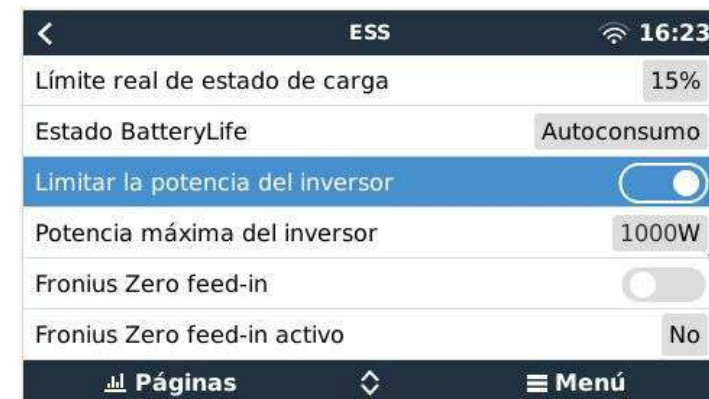 ESS 16:23
Límite real de estado de carga 15%
Estado BatteryLife Autoconsumo
Limitar la potencia del inversor
Potencia máxima del inversor 1000W
Fronius Zero feed-in
Fronius Zero feed-in activo No
Páginas Menú